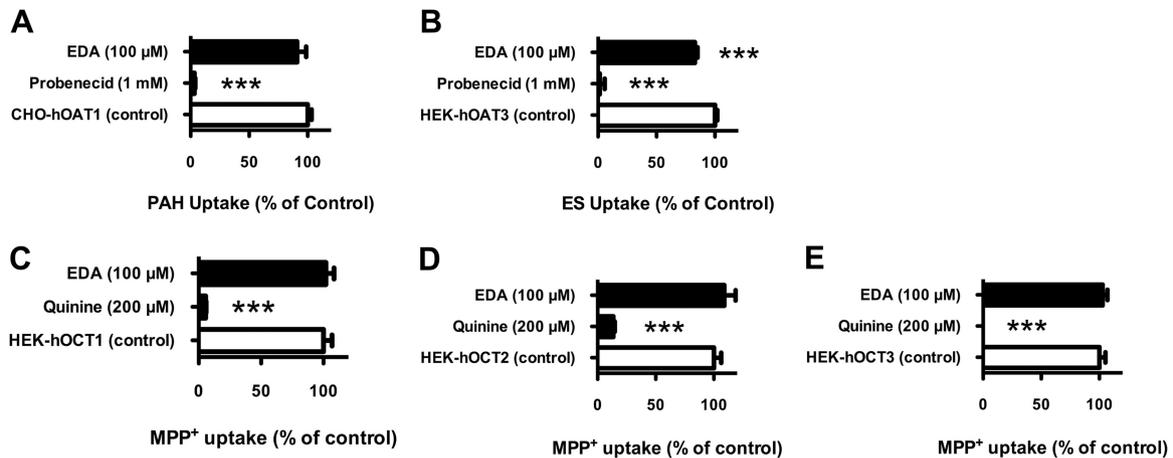 A
EDA (100 µM)
Probenecid (1 mM)
***
CHO-hOAT1 (control)
0 50 100
PAH Uptake (% of Control)
B
EDA (100 µM)
***
Probenecid (1 mM)
***
HEK-hOAT3 (control)
0 50 100
ES Uptake (% of Control)
C
EDA (100 µM)
Quinine (200 µM)
***
HEK-hOCT1 (control)
0 50 100
MPP⁺ uptake (% of control)
D
EDA (100 µM)
Quinine (200 µM)
***
HEK-hOCT2 (control)
0 50 100
MPP⁺ uptake (% of control)
E
EDA (100 µM)
Quinine (200 µM)
***
HEK-hOCT3 (control)
0 50 100
MPP⁺ uptake (% of control)